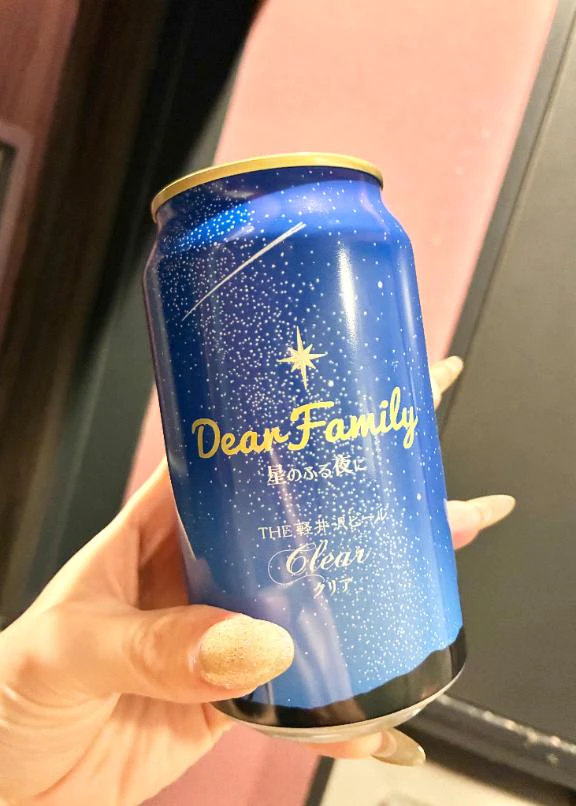 Dear Family
星のふる夜に
THE 軽井沢ビール
Clear
クリア